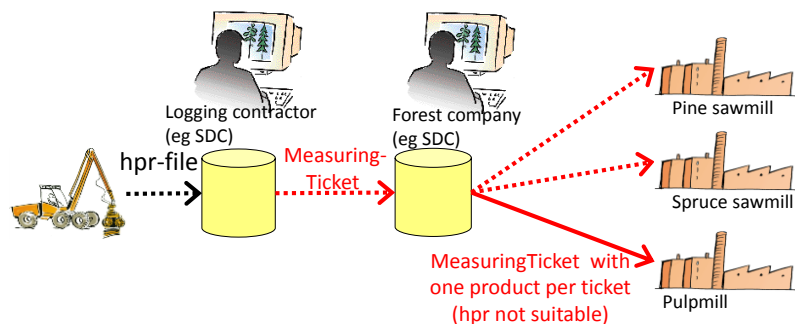 Logging contractor
(eg SDC)
Forest company
(eg SDC)
hpr-file
Measuring-
Ticket
Pine sawmill
Spruce sawmill
MeasuringTicket with
one product per ticket
(hpr not suitable)
Pulpmill